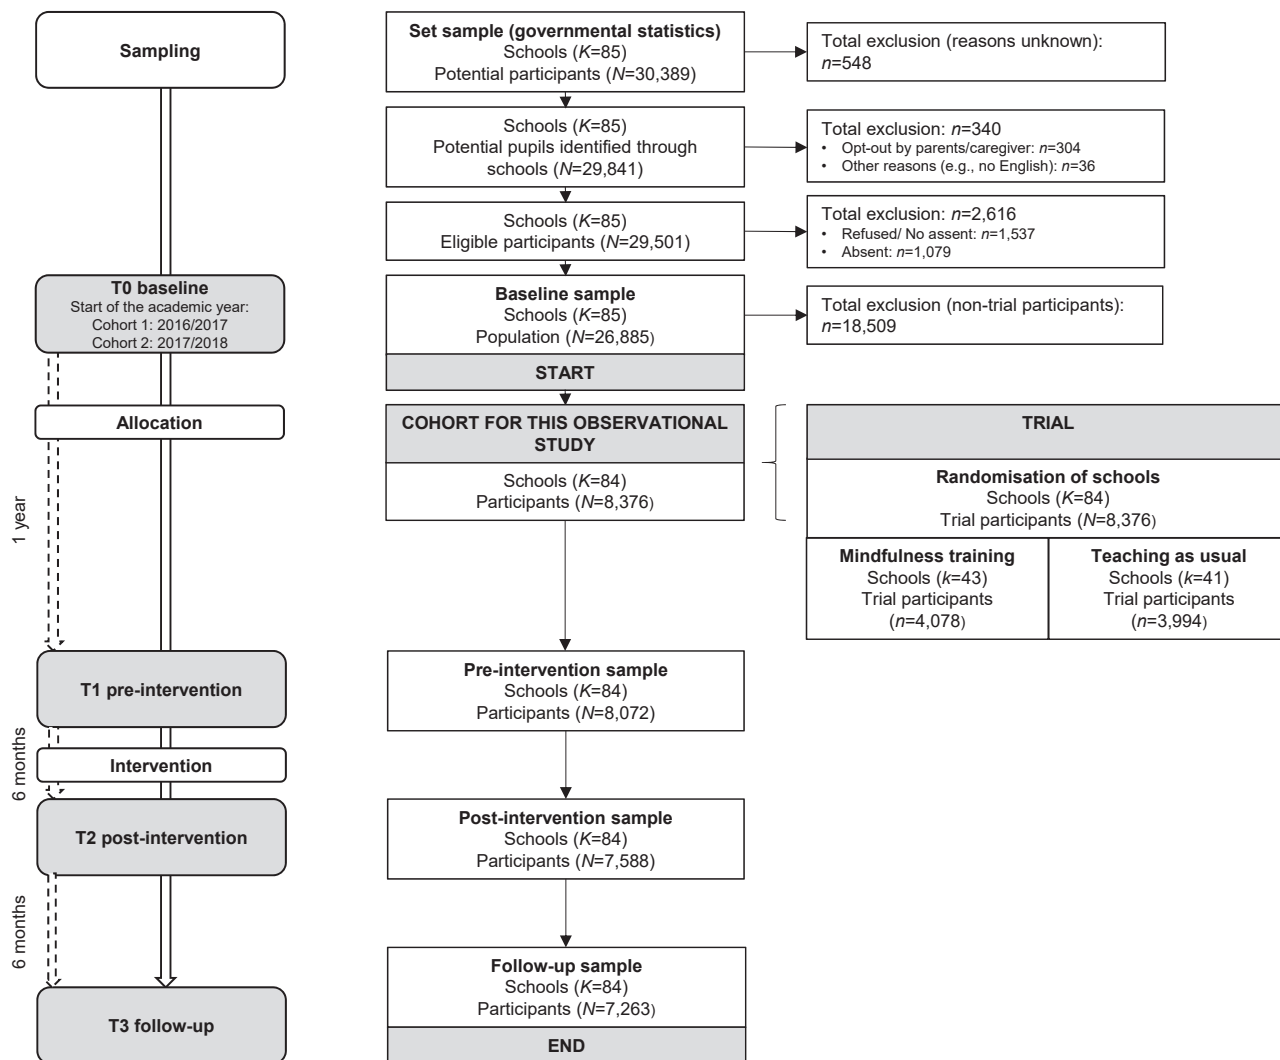 Sampling
Set sample (governmental statistics)
Schools (K=85)
Potential participants (N=30,389)
Total exclusion (reasons unknown):
n=548
Schools (K=85)
Potential pupils identified through
schools (N=29,841)
Total exclusion: n=340
• Opt-out by parents/caregiver: n=304
• Other reasons (e.g., no English): n=36
Schools (K=85)
Eligible participants (N=29,501)
Total exclusion: n=2,616
• Refused/ No assent: n=1,537
• Absent: n=1,079
T0 baseline
Start of the academic year:
Cohort 1: 2016/2017
Cohort 2: 2017/2018
Baseline sample
Schools (K=85)
Population (N=26,885)
START
Total exclusion (non-trial participants):
n=18,509
Allocation
1 year
COHORT FOR THIS OBSERVATIONAL
STUDY
Schools (K=84)
Participants (N=8,376)
TRIAL
Randomisation of schools
Schools (K=84)
Trial participants (N=8,376)
Mindfulness training
Schools (k=43)
Trial participants
(n=4,078)
Teaching as usual
Schools (k=41)
Trial participants
(n=3,994)
T1 pre-intervention
Pre-intervention sample
Schools (K=84)
Participants (N=8,072)
6 months
Intervention
T2 post-intervention
Post-intervention sample
Schools (K=84)
Participants (N=7,588)
6 months
T3 follow-up
Follow-up sample
Schools (K=84)
Participants (N=7,263)
END